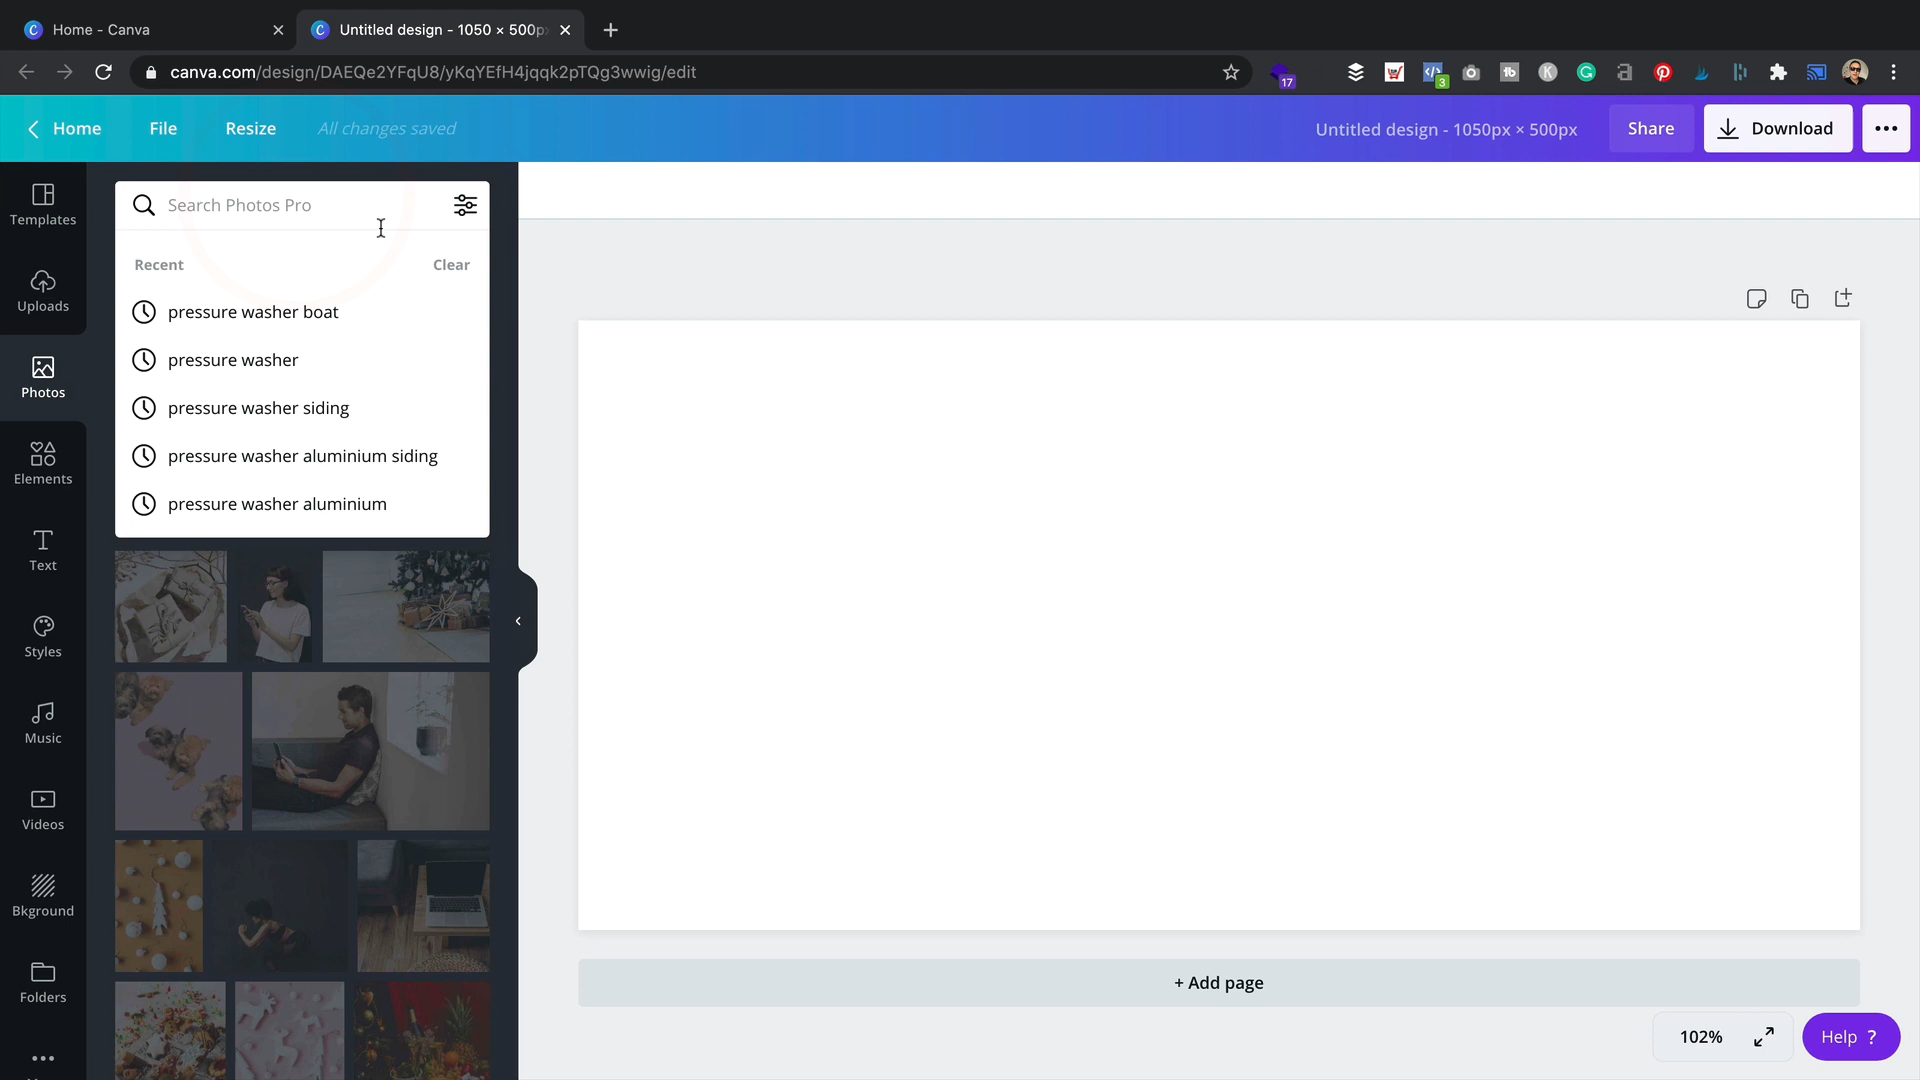 Home - Canva
Untitled design - 1050 × 500p
canva.com/design/DAEQe2YFqU8/yKqYEfH4jqqk2pTQg3wwig/edit
17
3
Home
File
Resize
All changes saved
Untitled design - 1050px × 500px
Share
Download
Templates
Uploads
Photos
Elements
Text
Styles
Music
Videos
Bkground
Folders
Search Photos Pro
Recent
Clear
pressure washer boat
pressure washer
pressure washer siding
pressure washer aluminium siding
pressure washer aluminium
+ Add page
102%
Help ?